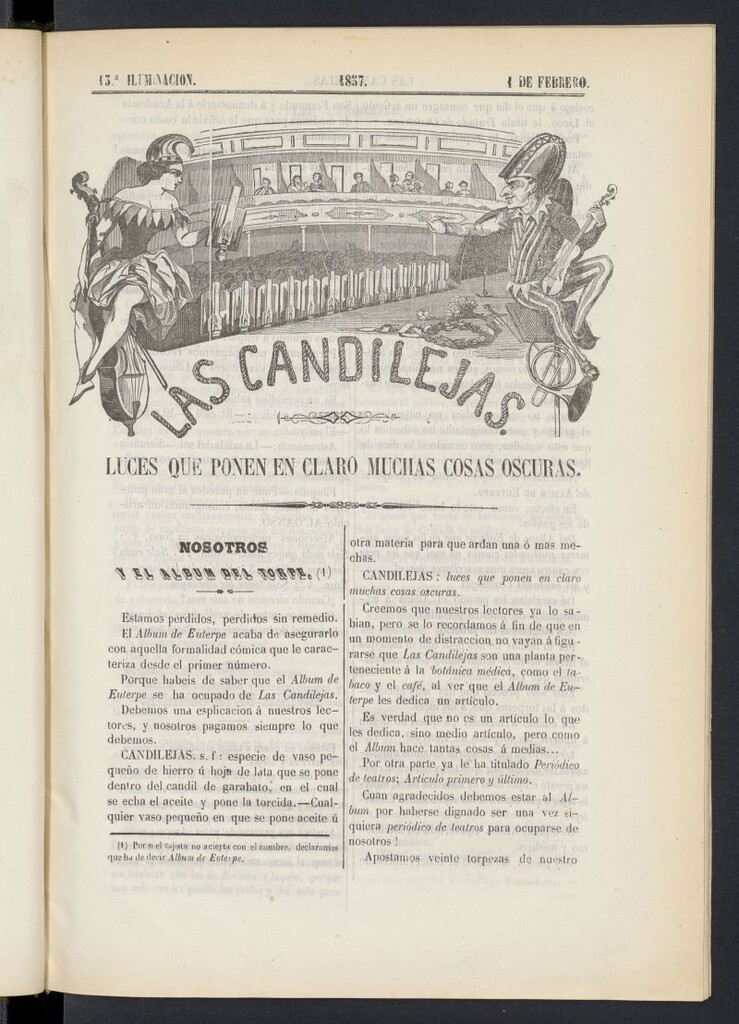 13.ª ILUMINACION.
1857.
1 DE FEBRERO.
LAS CANDILEJAS.
LUCES QUE PONEN EN CLARO MUCHAS COSAS OSCURAS.
NOSOTROS
Y EL ALBUM DEL TORPE. (1)
Estamos perdidos, perdidos sin remedio.
El Album de Euterpe acaba de asegurarlo
con aquella formalidad cómica que le carac-
teriza desde el primer número.
Porque habeis de saber que el Album de
Euterpe se ha ocupado de Las Candilejas.
Debemos una esplicacion á nuestros lec-
tores, y nosotros pagamos siempre lo que
debemos.
CANDILEJAS. s. f: especie de vaso pe-
queño de hierro ú hoja de lata que se pone
dentro del candil de garabato, en el cual
se echa el aceite y pone la torcida.—Cual-
quier vaso pequeño en que se pone aceite ú
(1) Por si el cajista no acierta con el nombre, declaramos
que ha de decir Album de Euterpe.
otra materia para que ardan una ó mas me-
chas.
CANDILEJAS: luces que ponen en claro
muchas cosas oscuras.
Creemos que nuestros lectores ya lo sa-
bian, pero se lo recordamos á fin de que en
un momento de distraccion no vayan á figu-
rarse que Las Candilejas son una planta per-
teneciente á la botánica médica, como el ta-
baco y el café, al ver que el Album de Eu-
terpe les dedica un artículo.
Es verdad que no es un artículo lo que
les dedica, sino medio artículo, pero como
el Album hace tantas cosas á medias...
Por otra parte ya le ha titulado Periódico
de teatros; Artículo primero y último.
Cuan agradecidos debemos estar al Al-
bum por haberse dignado ser una vez si-
quiera periódico de teatros para ocuparse de
nosotros!
Apostamos veinte torpezas de nuestro